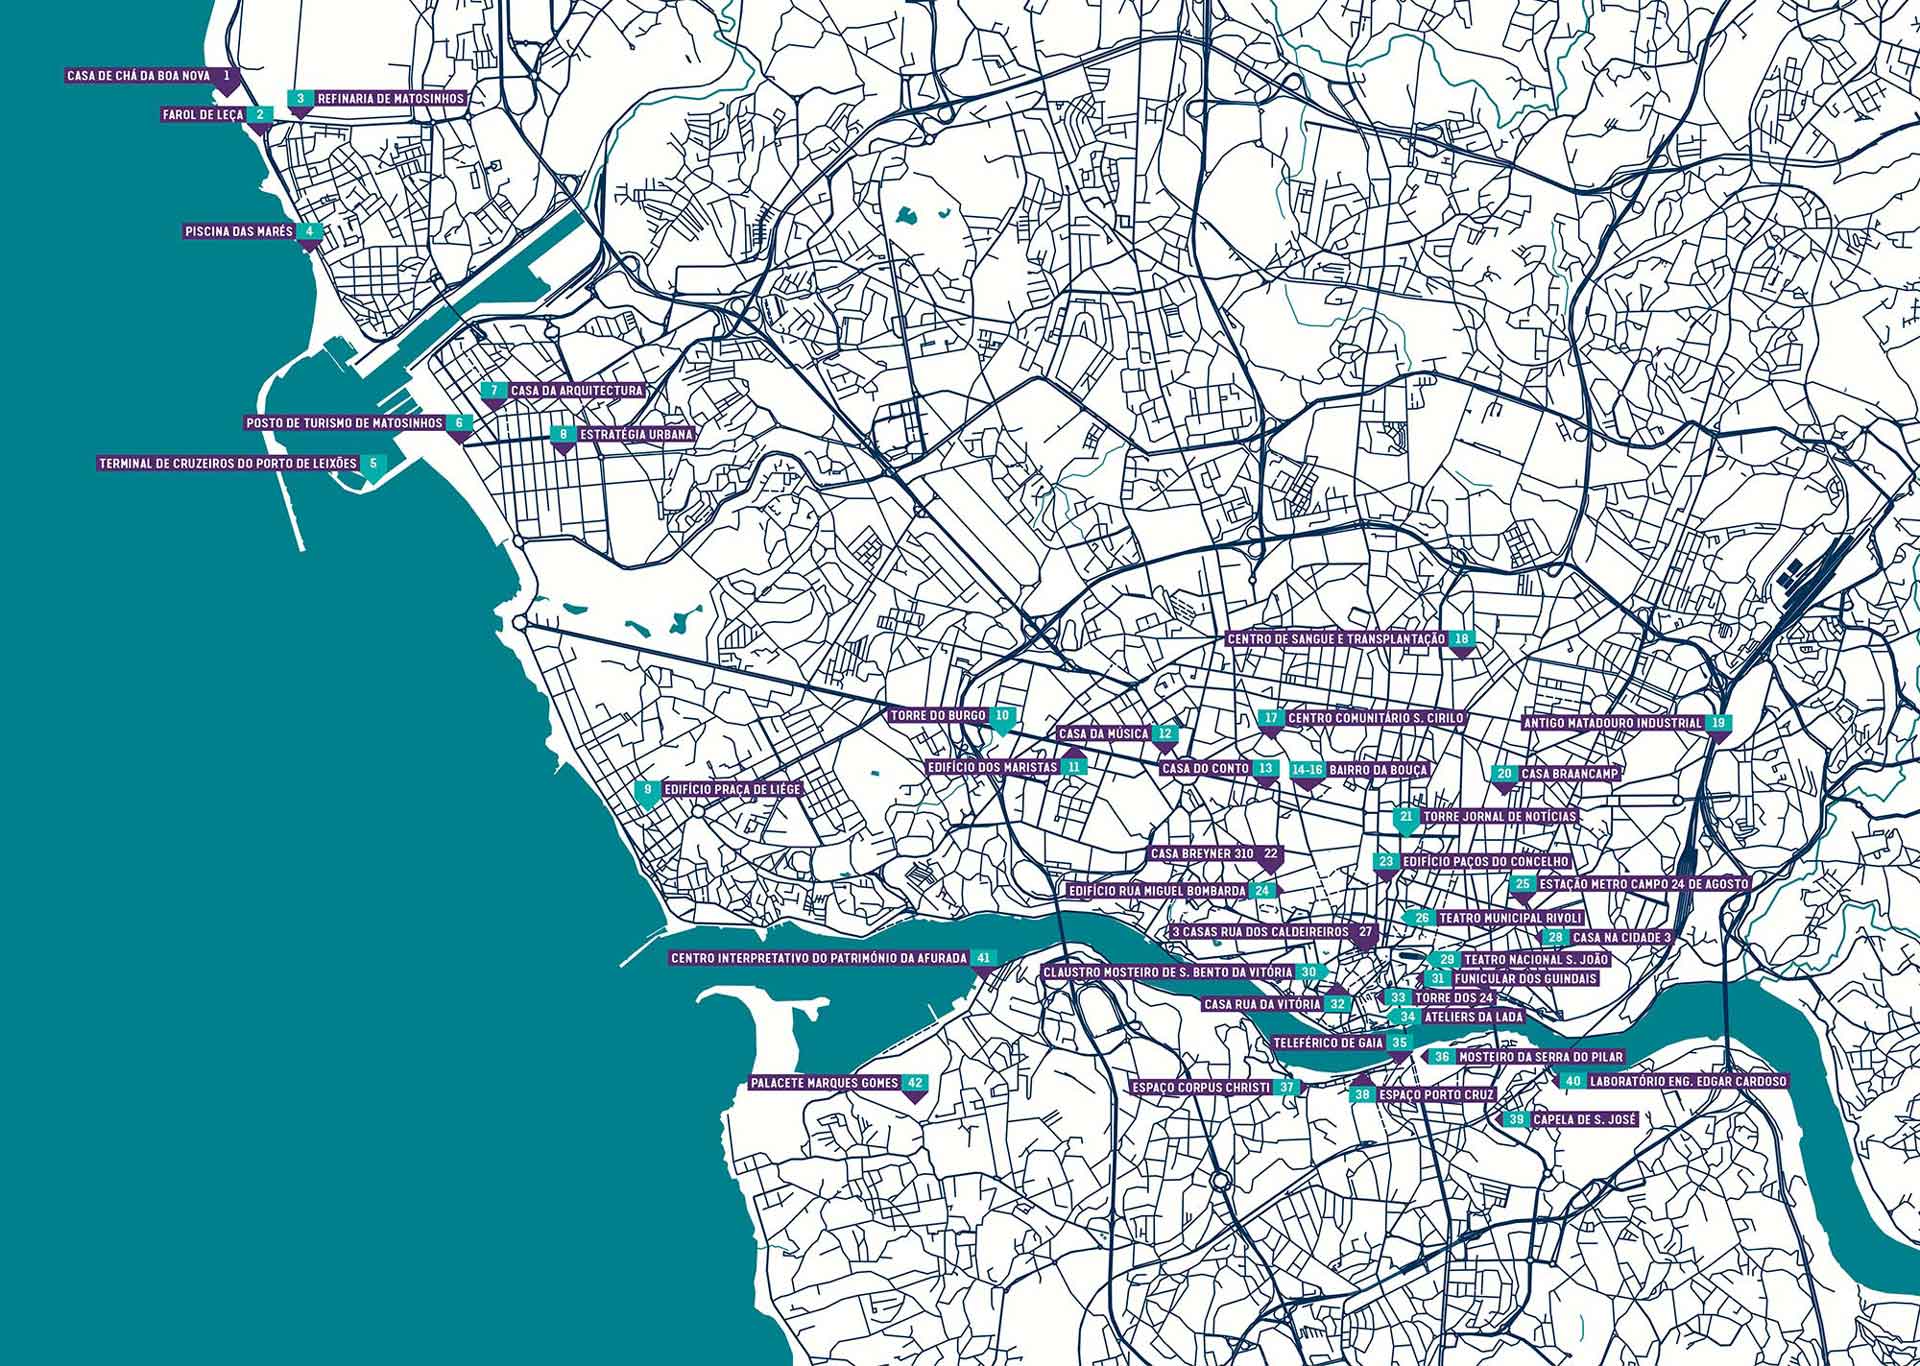 CASA DE CHÁ DA BOA NOVA 1
FAROL DE LEÇA 2
3 REFINARIA DE MATOSINHOS
PISCINA DAS MARÉS 4
7 CASA DA ARQUITECTURA
POSTO DE TURISMO DE MATOSINHOS 6
8 ESTRATÉGIA URBANA
TERMINAL DE CRUZEIROS DO PORTO DE LEIXÕES 5
CENTRO DE SANGUE E TRANSPLANTAÇÃO 18
TORRE DO BURGO 10
17 CENTRO COMUNITÁRIO S. CIRILO
ANTIGO MATADOURO INDUSTRIAL 19
CASA DA MÚSICA 12
EDIFÍCIO DOS MARISTAS 11
CASA DO CONTO 13
14-16 BAIRRO DA BOUÇA
20 CASA BRAANCAMP
9 EDIFÍCIO PRAÇA DE LIÉGE
21 TORRE JORNAL DE NOTÍCIAS
CASA BREYNER 310 22
23 EDIFÍCIO PAÇOS DO CONCELHO
EDIFÍCIO RUA MIGUEL BOMBARDA 24
25 ESTAÇÃO METRO CAMPO 24 DE AGOSTO
26 TEATRO MUNICIPAL RIVOLI
3 CASAS RUA DOS CALDEIREIROS 27
28 CASA NA CIDADE 3
CENTRO INTERPRETATIVO DO PATRIMÓNIO DA AFURADA 41
29 TEATRO NACIONAL S. JOÃO
CLAUSTRO MOSTEIRO DE S. BENTO DA VITÓRIA 30
31 FUNICULAR DOS GUINDAIS
CASA RUA DA VITÓRIA 32
33 TORRE DOS 24
34 ATELIERS DA LADA
TELEFÉRICO DE GAIA 35
36 MOSTEIRO DA SERRA DO PILAR
PALACETE MARQUES GOMES 42
ESPAÇO CORPUS CHRISTI 37
40 LABORATÓRIO ENG. EDGAR CARDOSO
38 ESPAÇO PORTO CRUZ
39 CAPELA DE S. JOSÉ